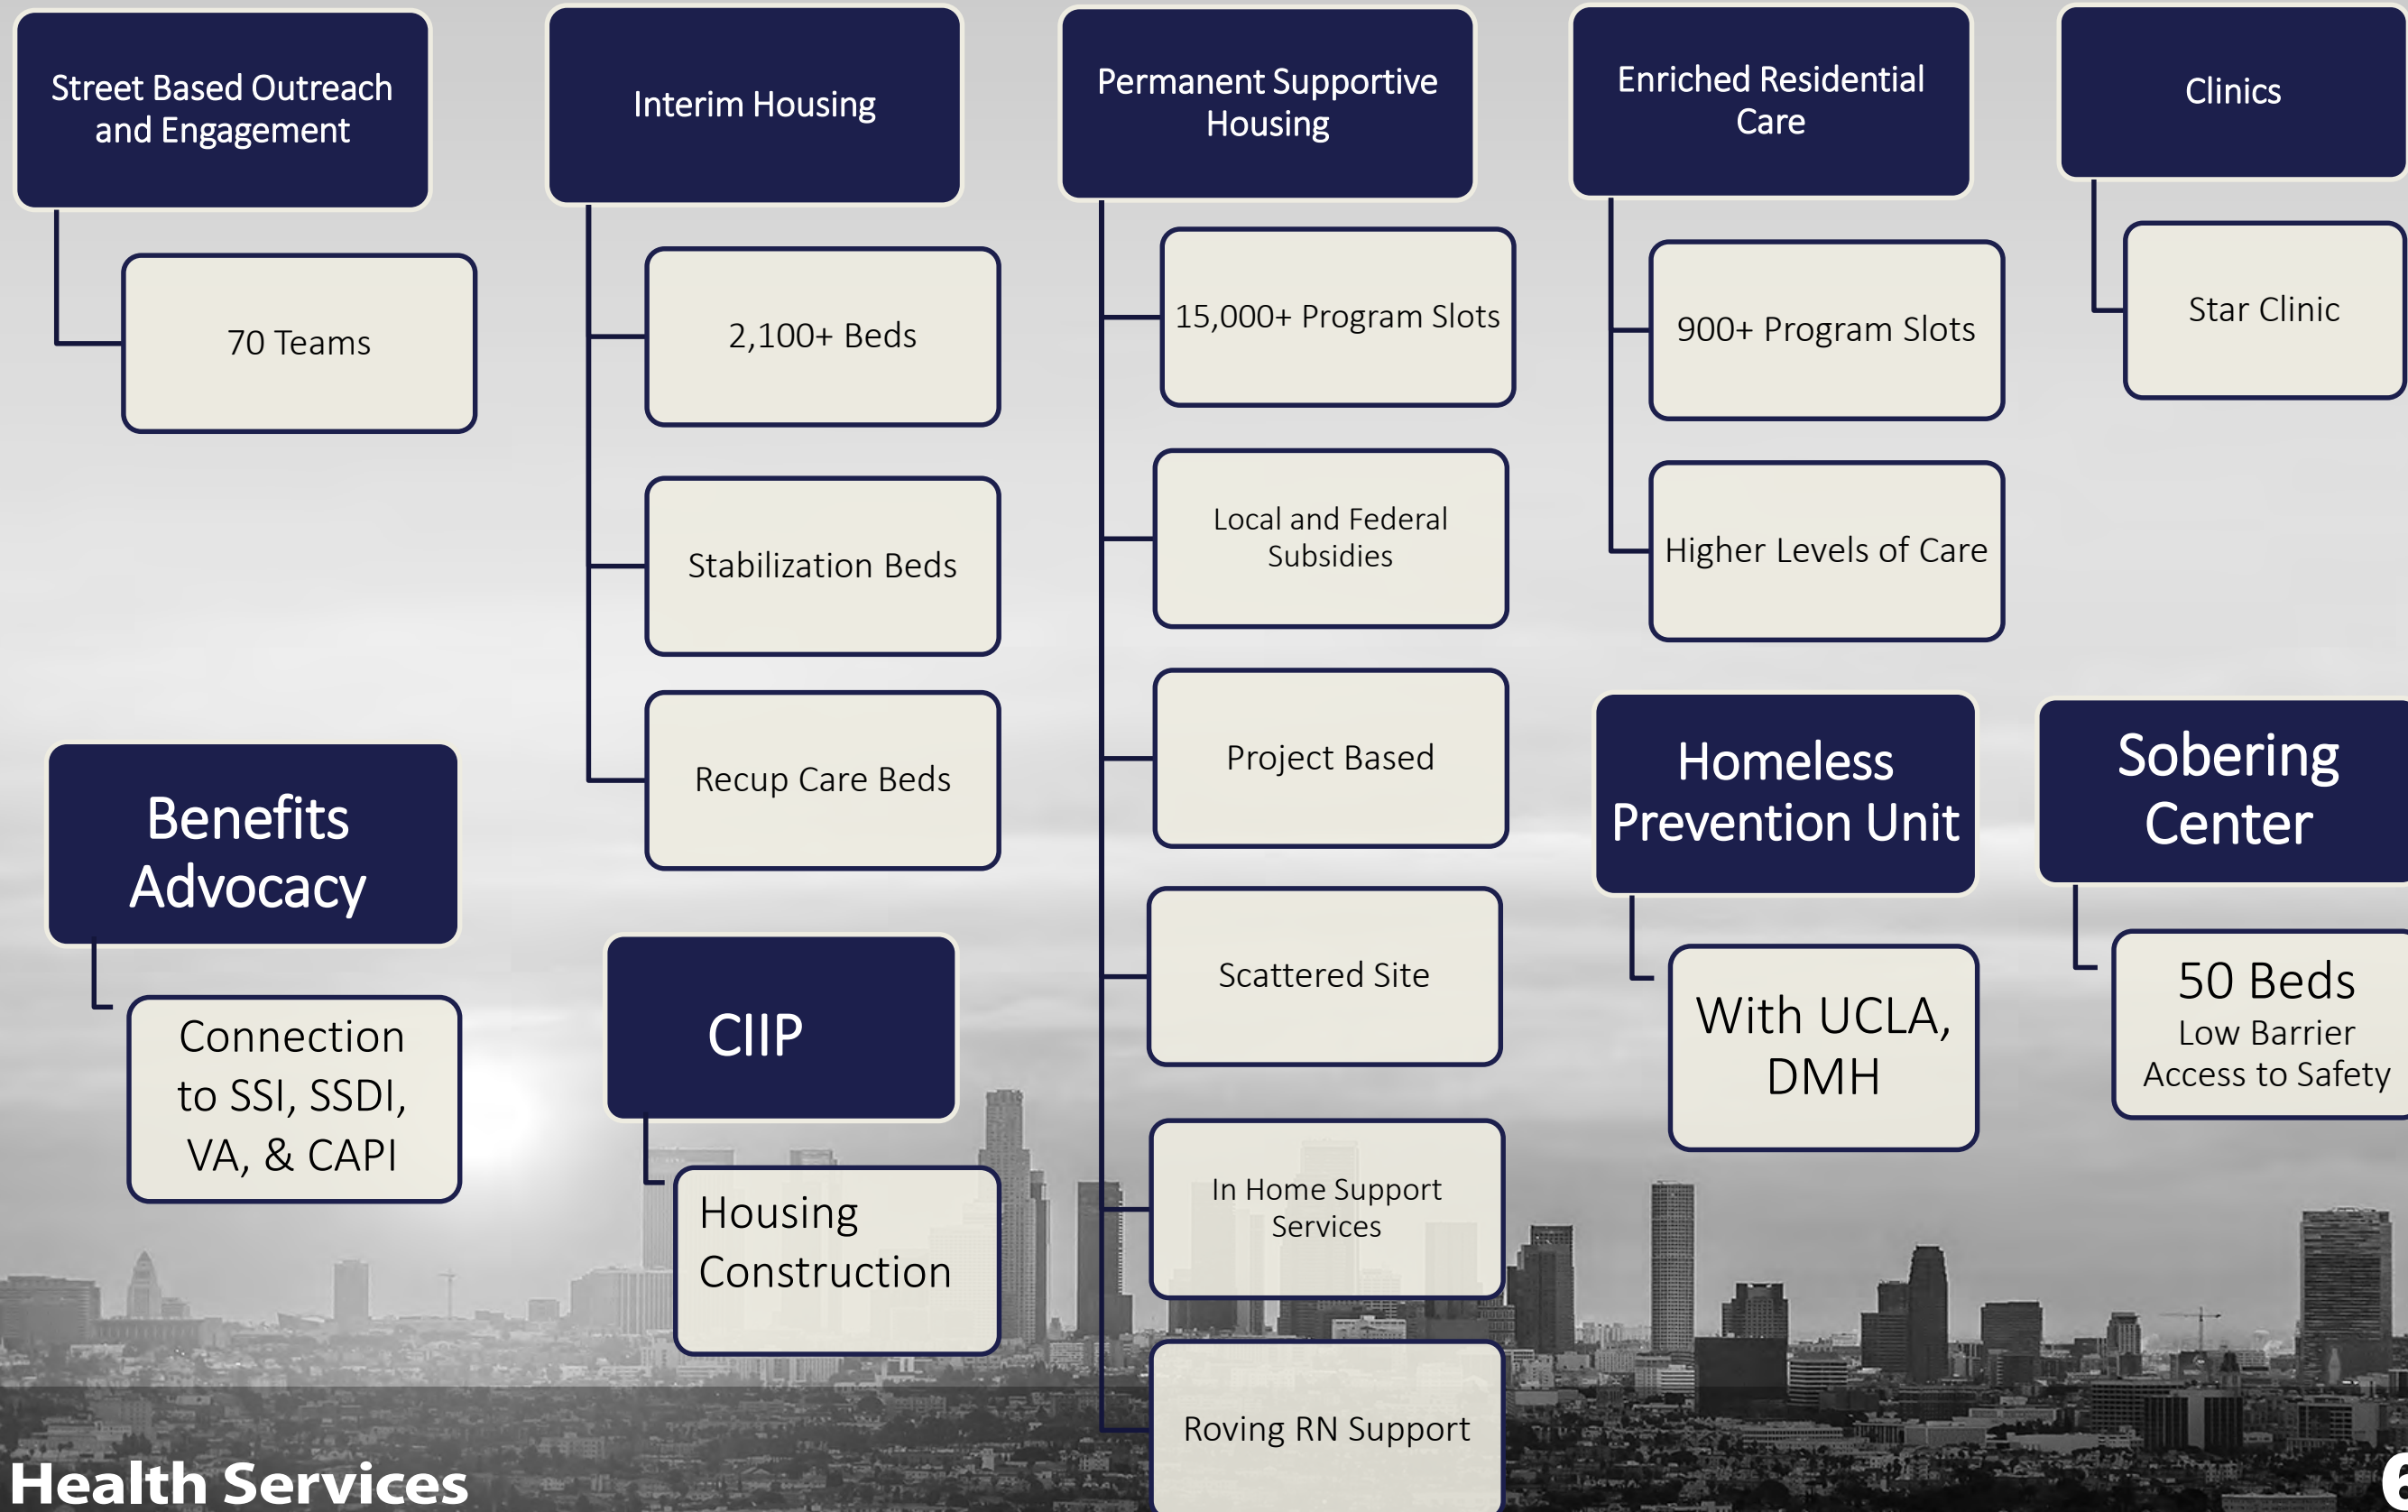 Street Based Outreach
and Engagement
70 Teams
Interim Housing
2,100+ Beds
Stabilization Beds
Recup Care Beds
Permanent Supportive
Housing
15,000+ Program Slots
Local and Federal
Subsidies
Project Based
Scattered Site
In Home Support
Services
Roving RN Support
Enriched Residential
Care
900+ Program Slots
Higher Levels of Care
Clinics
Star Clinic
Benefits
Advocacy
Connection
to SSI, SSDI,
VA, & CAPI
CIIP
Housing
Construction
Homeless
Prevention Unit
With UCLA,
DMH
Sobering
Center
50 Beds
Low Barrier
Access to Safety
Health Services
6